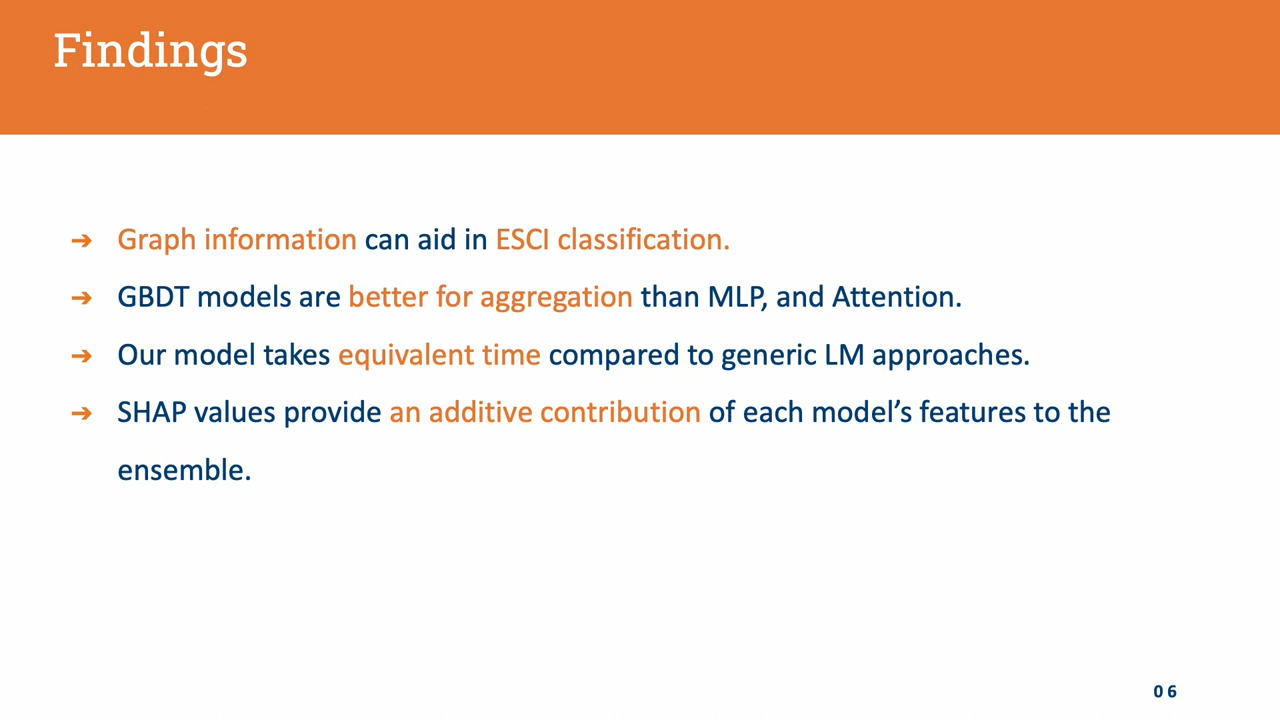 Findings
➔ Graph information can aid in ESCI classification.
➔ GBDT models are better for aggregation than MLP, and Attention.
➔ Our model takes equivalent time compared to generic LM approaches.
➔ SHAP values provide an additive contribution of each model’s features to the
ensemble.
06